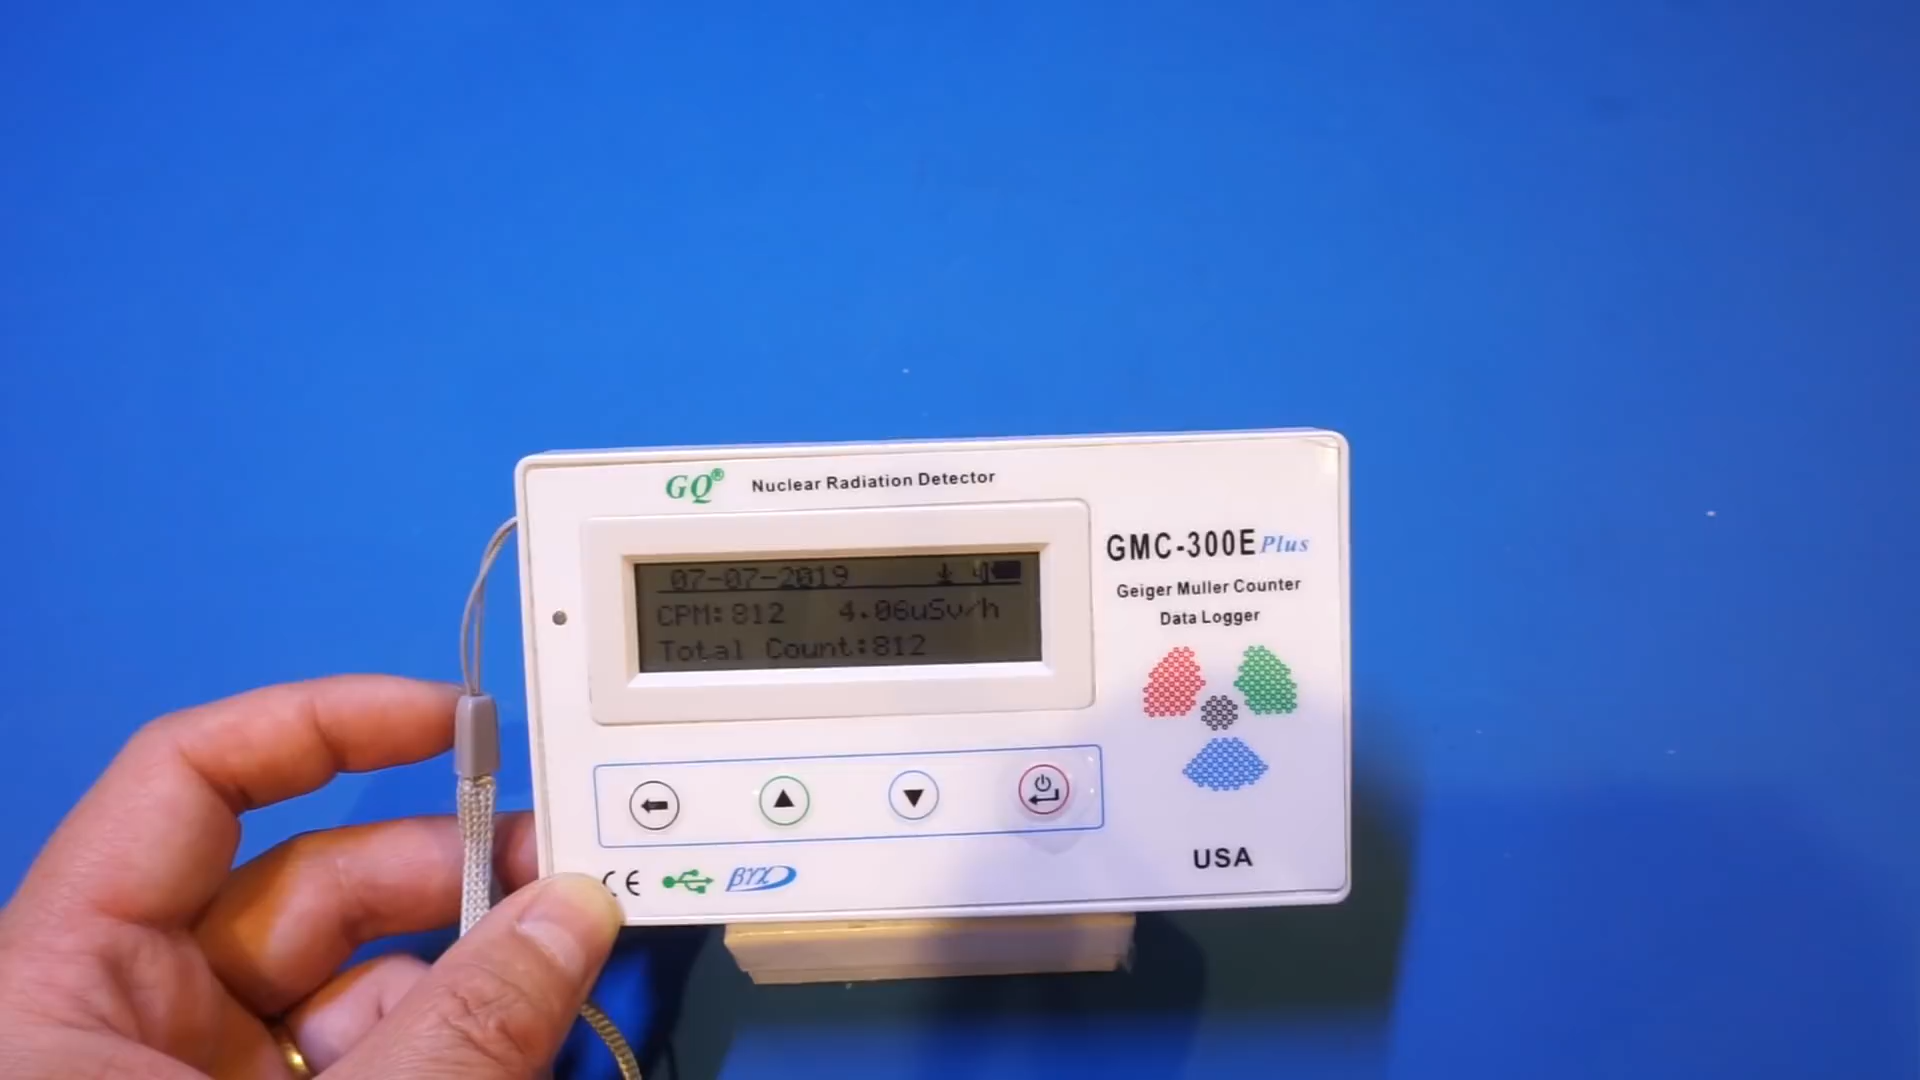 GQ® Nuclear Radiation Detector
07-07-2019
CPM:812 4.06uSv/h
Total Count:812
GMC-300E Plus
Geiger Muller Counter
Data Logger
CE βγχ
USA